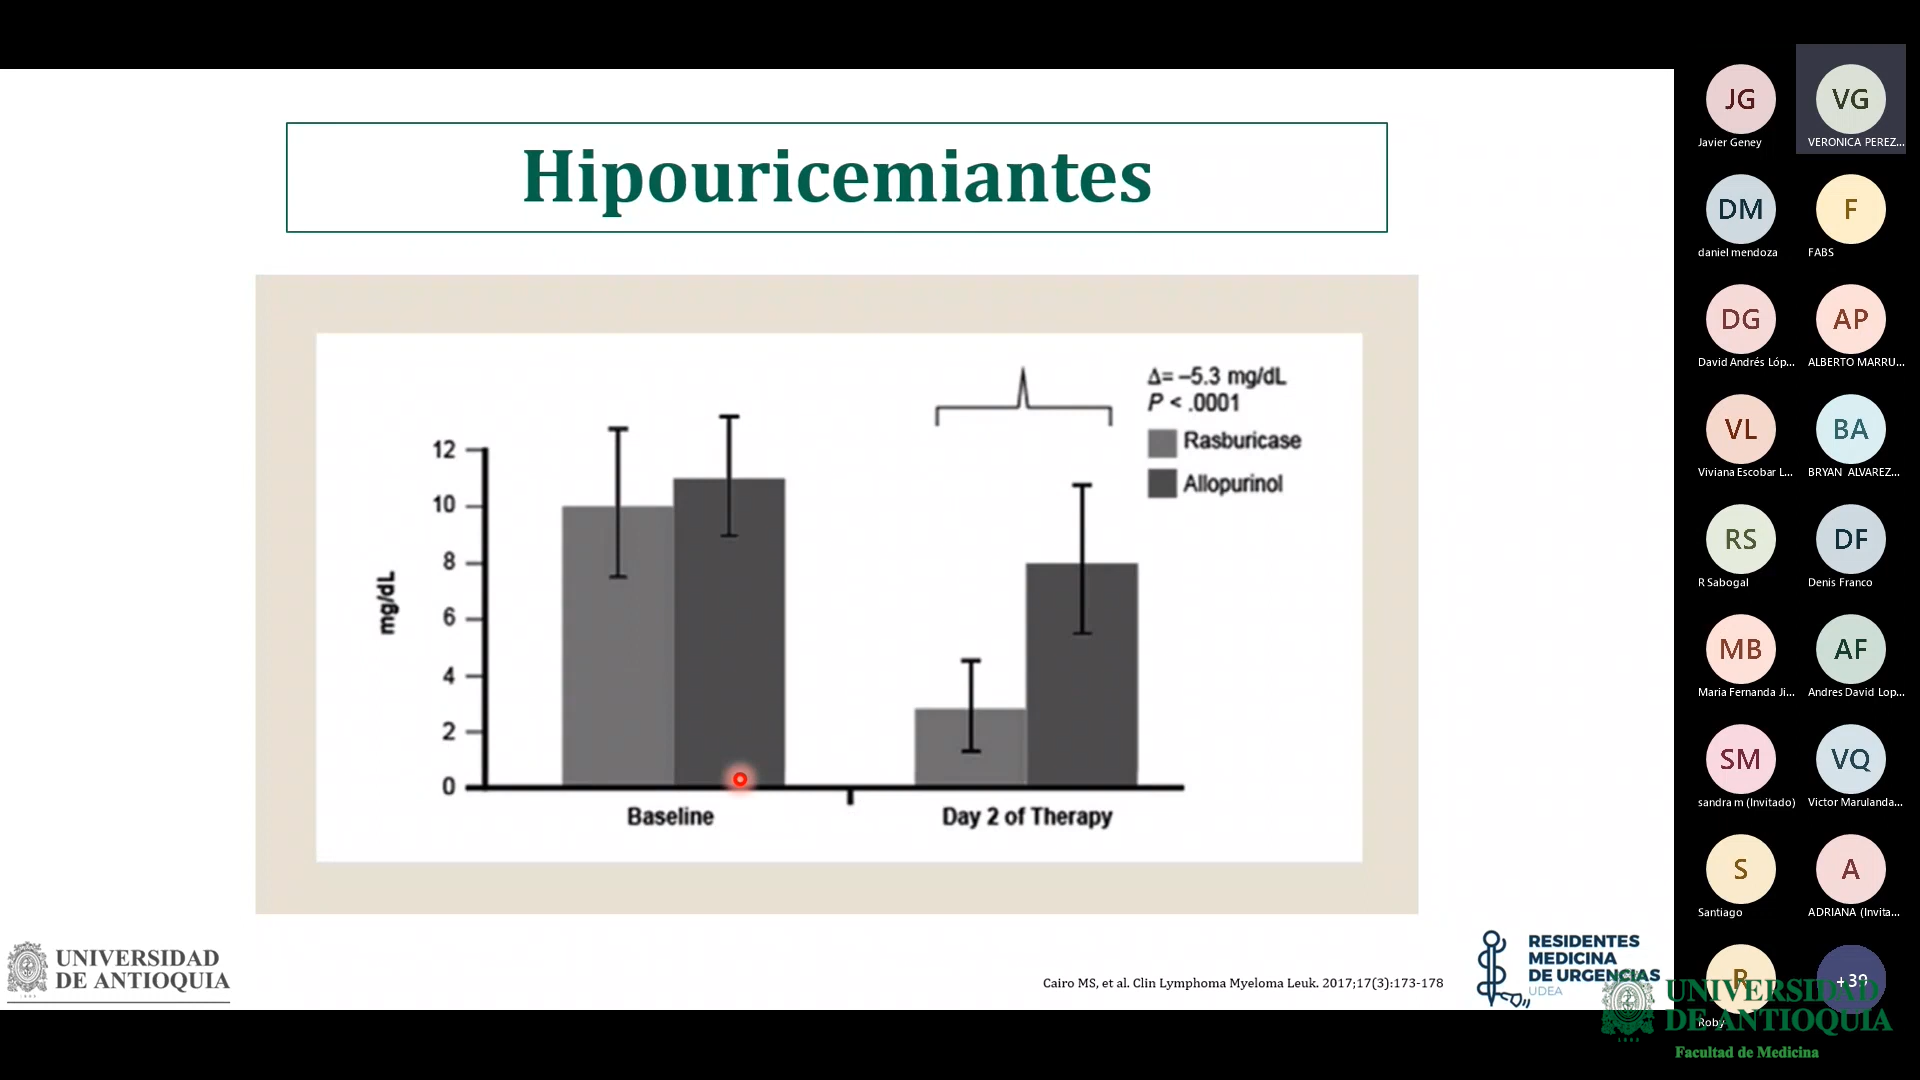 Hipouricemiantes
Δ= –5.3 mg/dL
P < .0001
Rasburicase
Allopurinol
12
10
8
6
4
2
0
mg/dL
Baseline
Day 2 of Therapy
UNIVERSIDAD
DE ANTIOQUIA
Cairo MS, et al. Clin Lymphoma Myeloma Leuk. 2017;17(3):173-178
RESIDENTES
MEDICINA
DE URGENCIAS
UDEA
JG
Javier Geney
VG
VERONICA PEREZ...
DM
daniel mendoza
F
FABS
DG
David Andrés Lóp...
AP
ALBERTO MARRU...
VL
Viviana Escobar L...
BA
BRYAN ALVAREZ...
RS
R Sabogal
DF
Denis Franco
MB
Maria Fernanda Ji...
AF
Andres David Lop...
SM
sandra m (Invitado)
VQ
Victor Marulanda...
S
Santiago
A
ADRIANA (Invita...
R
+39
UNIVERSIDAD
DE ANTIOQUIA
Facultad de Medicina